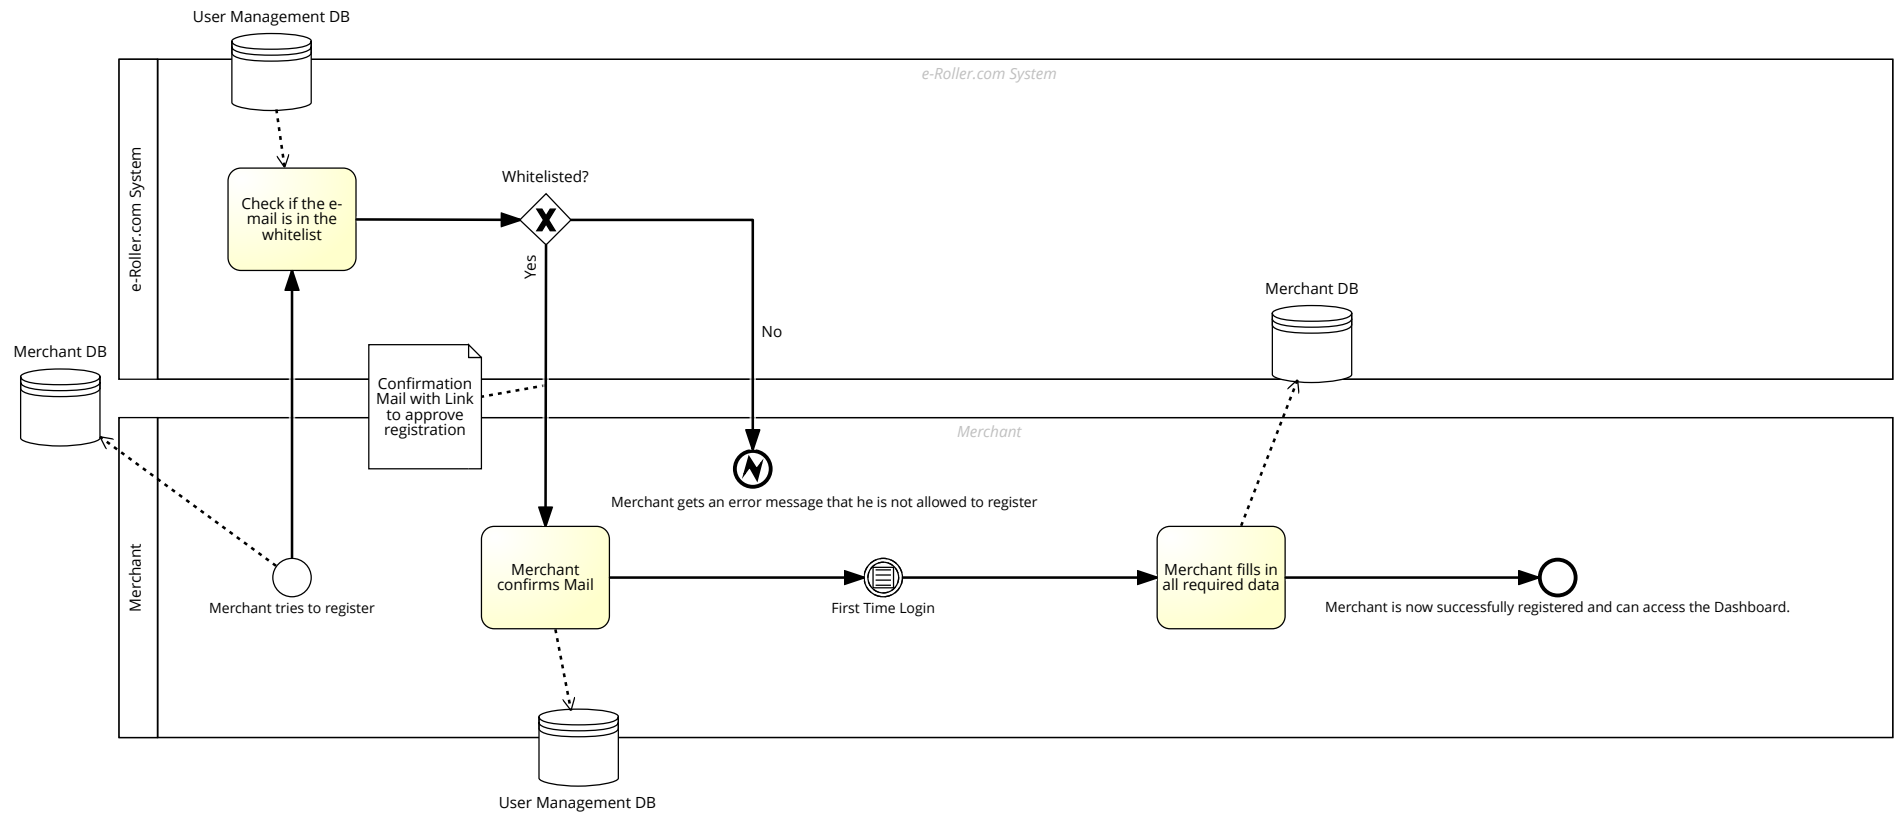 User Management DB
e-Roller.com System
e-Roller.com System
Check if the e-
mail is in the
whitelist
Whitelisted?
Yes
No
Merchant DB
Merchant DB
Confirmation
Mail with Link
to approve
registration
Merchant
Merchant
Merchant gets an error message that he is not allowed to register
Merchant tries to register
Merchant
confirms Mail
First Time Login
Merchant fills in
all required data
Merchant is now successfully registered and can access the Dashboard.
User Management DB